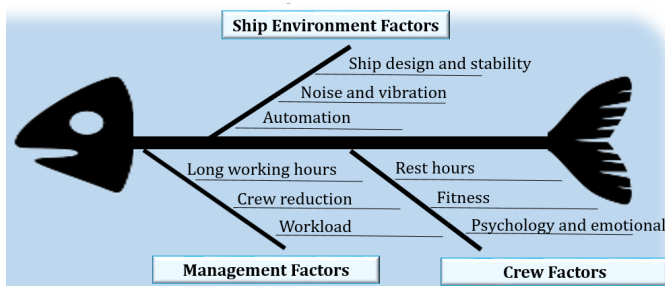 Ship Environment Factors
Ship design and stability
Noise and vibration
Automation
Long working hours
Crew reduction
Workload
Management Factors
Rest hours
Fitness
Psychology and emotional
Crew Factors